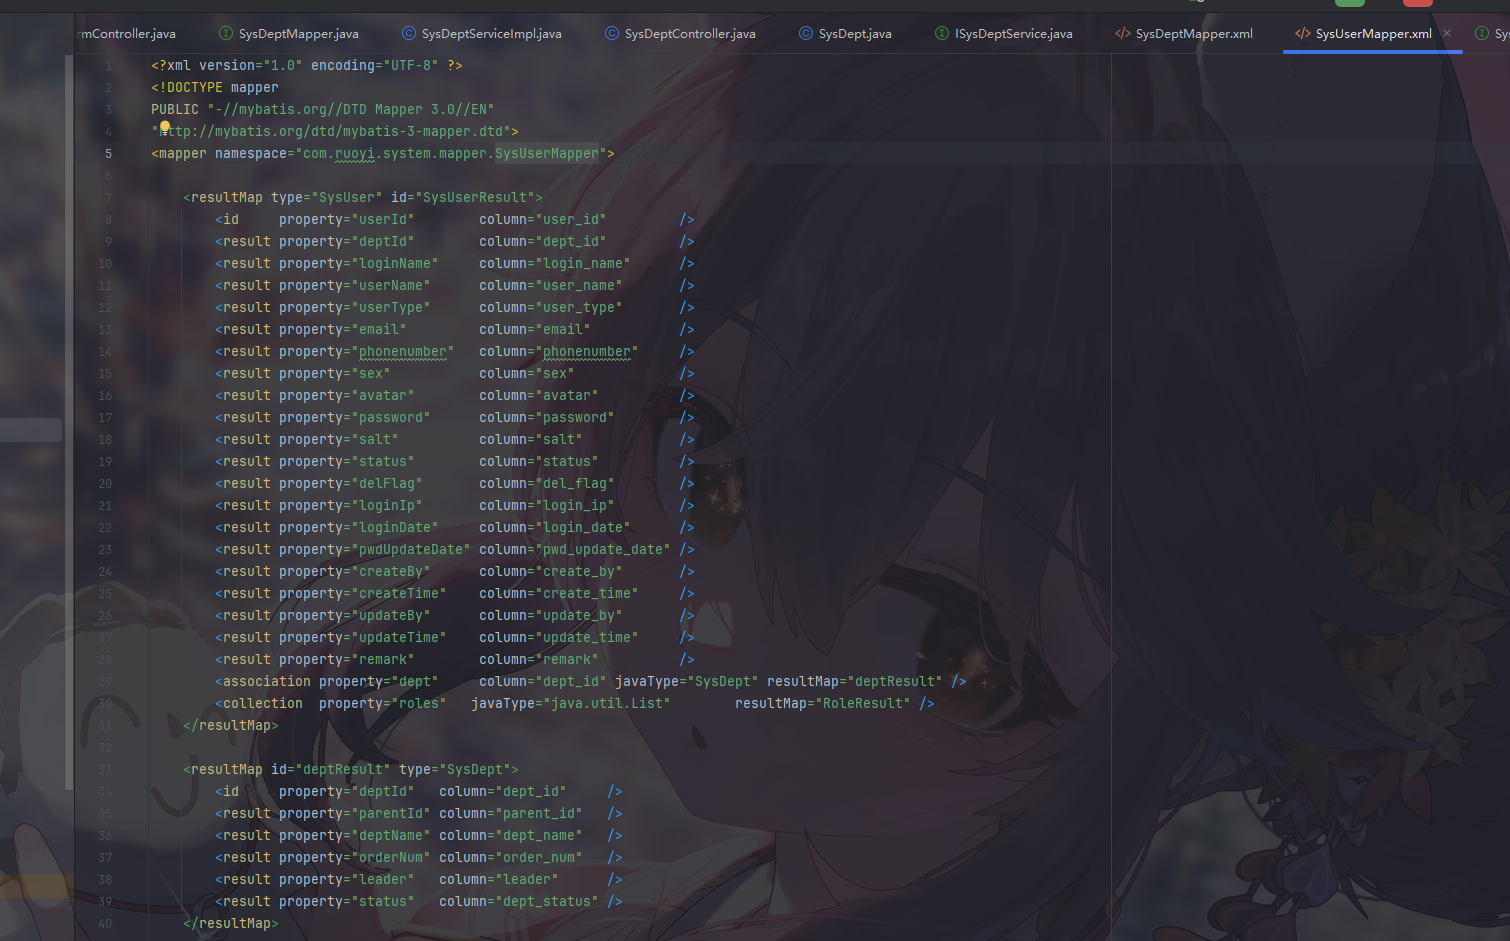 rmController.java SysDeptMapper.java SysDeptServiceImpl.java SysDeptController.java SysDept.java ISysDeptService.java SysDeptMapper.xml SysUserMapper.xml Sy
1 <?xml version="1.0" encoding="UTF-8" ?>
2 <!DOCTYPE mapper
3 PUBLIC "-//mybatis.org//DTD Mapper 3.0//EN"
4 "http://mybatis.org/dtd/mybatis-3-mapper.dtd">
5 <mapper namespace="com.ruoyi.system.mapper.SysUserMapper">
6
7 <resultMap type="SysUser" id="SysUserResult">
8 <id property="userId" column="user_id" />
9 <result property="deptId" column="dept_id" />
10 <result property="loginName" column="login_name" />
11 <result property="userName" column="user_name" />
12 <result property="userType" column="user_type" />
13 <result property="email" column="email" />
14 <result property="phonenumber" column="phonenumber" />
15 <result property="sex" column="sex" />
16 <result property="avatar" column="avatar" />
17 <result property="password" column="password" />
18 <result property="salt" column="salt" />
19 <result property="status" column="status" />
20 <result property="delFlag" column="del_flag" />
21 <result property="loginIp" column="login_ip" />
22 <result property="loginDate" column="login_date" />
23 <result property="pwdUpdateDate" column="pwd_update_date" />
24 <result property="createBy" column="create_by" />
25 <result property="createTime" column="create_time" />
26 <result property="updateBy" column="update_by" />
27 <result property="updateTime" column="update_time" />
28 <result property="remark" column="remark" />
29 <association property="dept" column="dept_id" javaType="SysDept" resultMap="deptResult" />
30 <collection property="roles" javaType="java.util.List" resultMap="RoleResult" />
31 </resultMap>
32
33 <resultMap id="deptResult" type="SysDept">
34 <id property="deptId" column="dept_id" />
35 <result property="parentId" column="parent_id" />
36 <result property="deptName" column="dept_name" />
37 <result property="orderNum" column="order_num" />
38 <result property="leader" column="leader" />
39 <result property="status" column="dept_status" />
40 </resultMap>